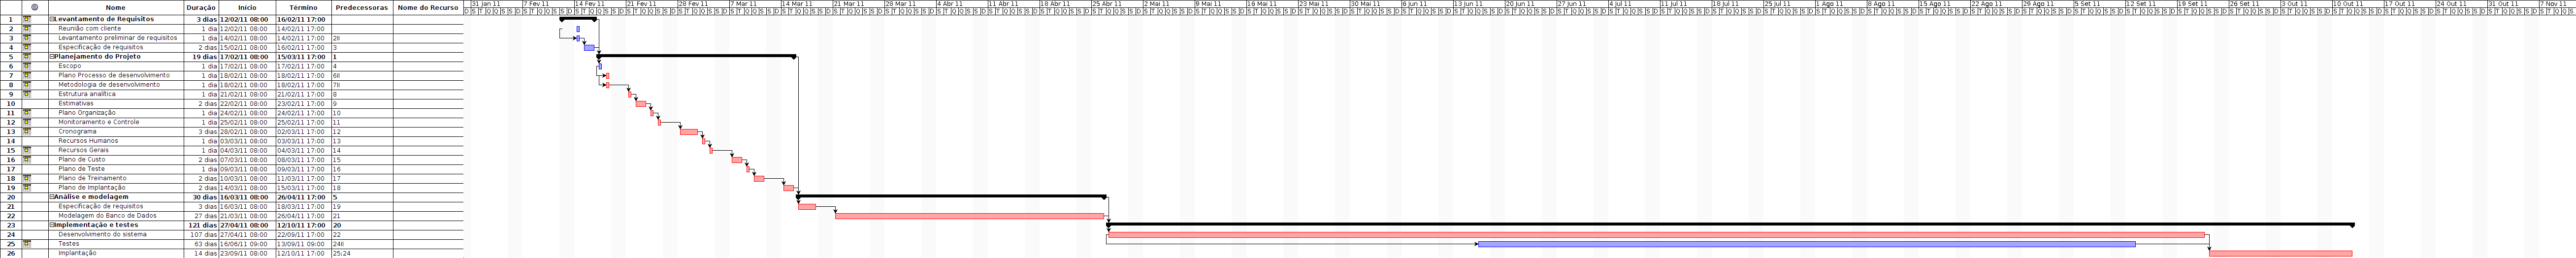 Nome Duração Início Término Predecessoras Nome do Recurso
31 Jan 11 7 Fev 11 14 Fev 11 21 Fev 11 28 Fev 11 7 Mar 11 14 Mar 11 21 Mar 11 28 Mar 11 4 Abr 11 11 Abr 11 18 Abr 11 25 Abr 11 2 Mai 11 9 Mai 11 16 Mai 11 23 Mai 11 30 Mai 11 6 Jun 11 13 Jun 11 20 Jun 11 27 Jun 11 4 Jul 11 11 Jul 11 18 Jul 11 25 Jul 11 1 Ago 11 8 Ago 11 15 Ago 11 22 Ago 11 29 Ago 11 5 Set 11 12 Set 11 19 Set 11 26 Set 11 3 Out 11 10 Out 11 17 Out 11 24 Out 11 31 Out 11 7 Nov 11
1 Levantamento de Requisitos 3 dias 12/02/11 08:00 16/02/11 17:00
2 Reunião com cliente 1 dia 12/02/11 08:00 14/02/11 17:00
3 Levantamento preliminar de requisitos 1 dia 14/02/11 08:00 14/02/11 17:00 2II
4 Especificação de requisitos 2 dias 15/02/11 08:00 16/02/11 17:00 3
5 Planejamento do Projeto 19 dias 17/02/11 08:00 15/03/11 17:00 1
6 Escopo 1 dia 17/02/11 08:00 17/02/11 17:00 4
7 Plano Processo de desenvolvimento 1 dia 18/02/11 08:00 18/02/11 17:00 6II
8 Metodologia de desenvolvimento 1 dia 18/02/11 08:00 18/02/11 17:00 7II
9 Estrutura analítica 1 dia 21/02/11 08:00 21/02/11 17:00 8
10 Estimativas 2 dias 22/02/11 08:00 23/02/11 17:00 9
11 Plano Organização 1 dia 24/02/11 08:00 24/02/11 17:00 10
12 Monitoramento e Controle 1 dia 25/02/11 08:00 25/02/11 17:00 11
13 Cronograma 3 dias 28/02/11 08:00 02/03/11 17:00 12
14 Recursos Humanos 1 dia 03/03/11 08:00 03/03/11 17:00 13
15 Recursos Gerais 1 dia 04/03/11 08:00 04/03/11 17:00 14
16 Plano de Custo 2 dias 07/03/11 08:00 08/03/11 17:00 15
17 Plano de Teste 1 dia 09/03/11 08:00 09/03/11 17:00 16
18 Plano de Treinamento 2 dias 10/03/11 08:00 11/03/11 17:00 17
19 Plano de Implantação 2 dias 14/03/11 08:00 15/03/11 17:00 18
20 Análise e modelagem 30 dias 16/03/11 08:00 26/04/11 17:00 5
21 Especificação de requisitos 3 dias 16/03/11 08:00 18/03/11 17:00 19
22 Modelagem do Banco de Dados 27 dias 21/03/11 08:00 26/04/11 17:00 21
23 Implementação e testes 121 dias 27/04/11 08:00 12/10/11 17:00 20
24 Desenvolvimento do sistema 107 dias 27/04/11 08:00 22/09/11 17:00 22
25 Testes 63 dias 16/06/11 09:00 13/09/11 09:00 24II
26 Implantação 14 dias 23/09/11 08:00 12/10/11 17:00 25;24